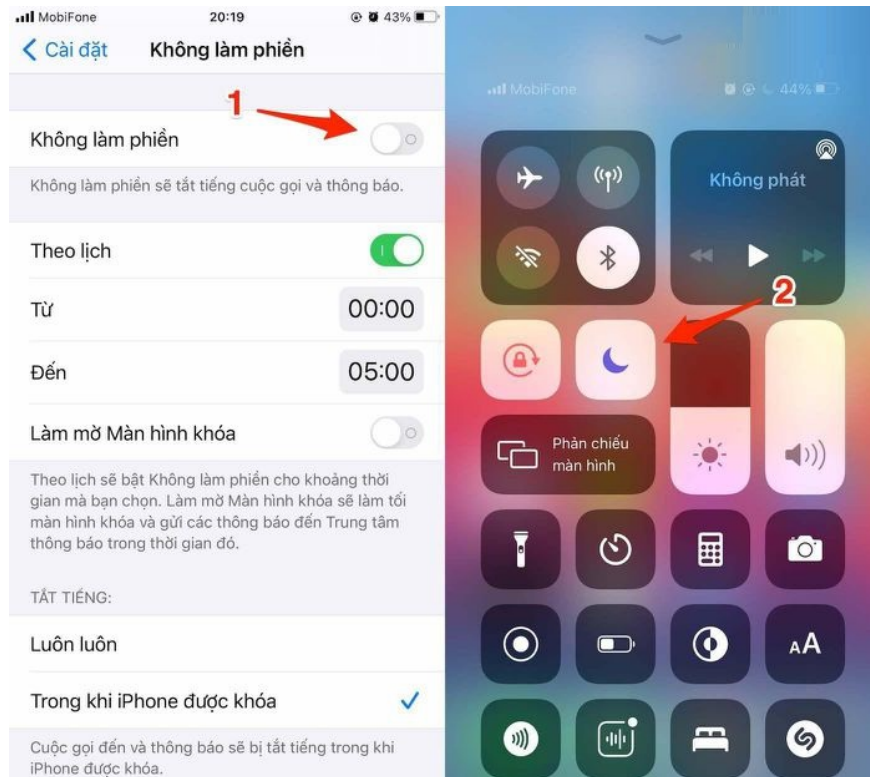 MobiFone 20:19 43%
Cài đặt Không làm phiền
1
Không làm phiền
Không làm phiền sẽ tắt tiếng cuộc gọi và thông báo.
Theo lịch
Từ 00:00
Đến 05:00
Làm mờ Màn hình khóa
Theo lịch sẽ bật Không làm phiền cho khoảng thời
gian mà bạn chọn. Làm mờ Màn hình khóa sẽ làm tối
màn hình khóa và gửi các thông báo đến Trung tâm
thông báo trong thời gian đó.
TẮT TIẾNG:
Luôn luôn
Trong khi iPhone được khóa
Cuộc gọi đến và thông báo sẽ bị tắt tiếng trong khi
iPhone được khóa.
MobiFone 44%
Không phát
2
Phản chiếu
màn hình
AA